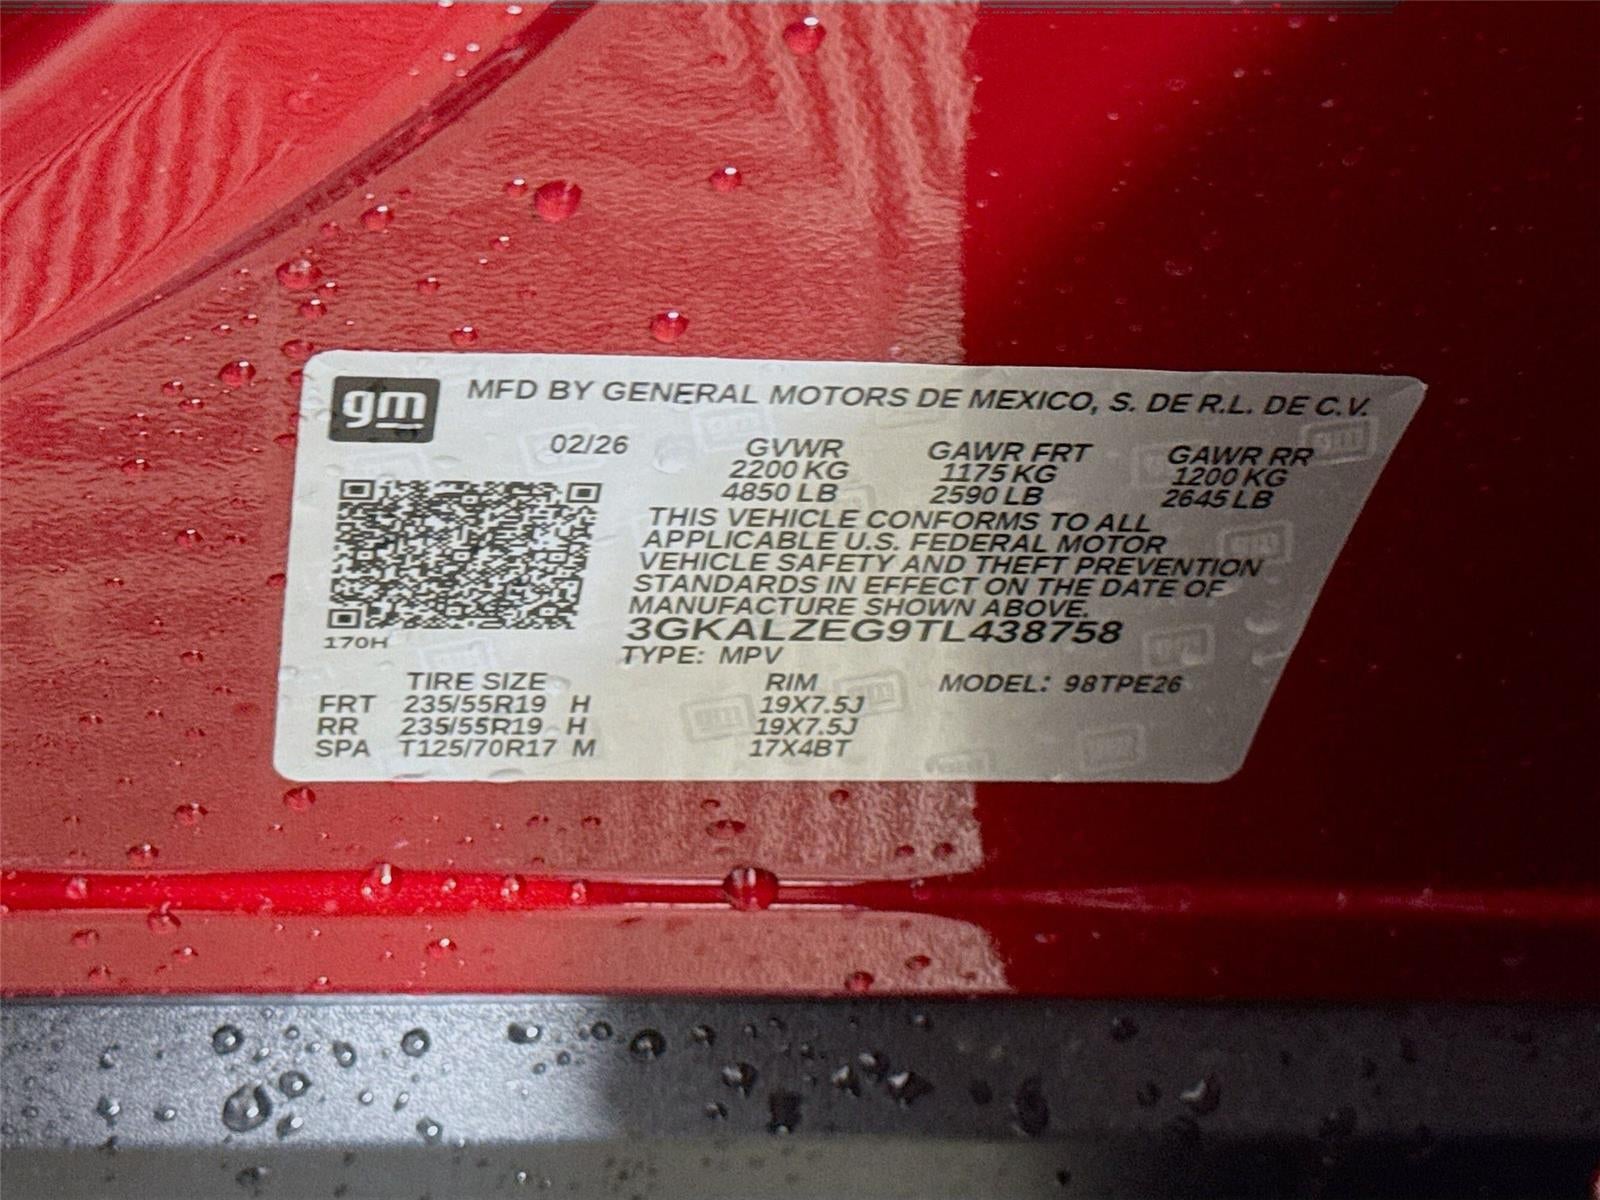 gm
MFD BY GENERAL MOTORS DE MEXICO, S. DE R.L. DE C.V.
02/26 GVWR GAWR FRT GAWR RR
2200 KG 1175 KG 1200 KG
4850 LB 2590 LB 2645 LB
THIS VEHICLE CONFORMS TO ALL
APPLICABLE U.S. FEDERAL MOTOR
VEHICLE SAFETY AND THEFT PREVENTION
STANDARDS IN EFFECT ON THE DATE OF
MANUFACTURE SHOWN ABOVE.
170H
3GKALZEG9TL438758
TYPE: MPV
TIRE SIZE RIM MODEL: 98TPE26
FRT 235/55R19 H 19X7.5J
RR 235/55R19 H 19X7.5J
SPA T125/70R17 M 17X4BT